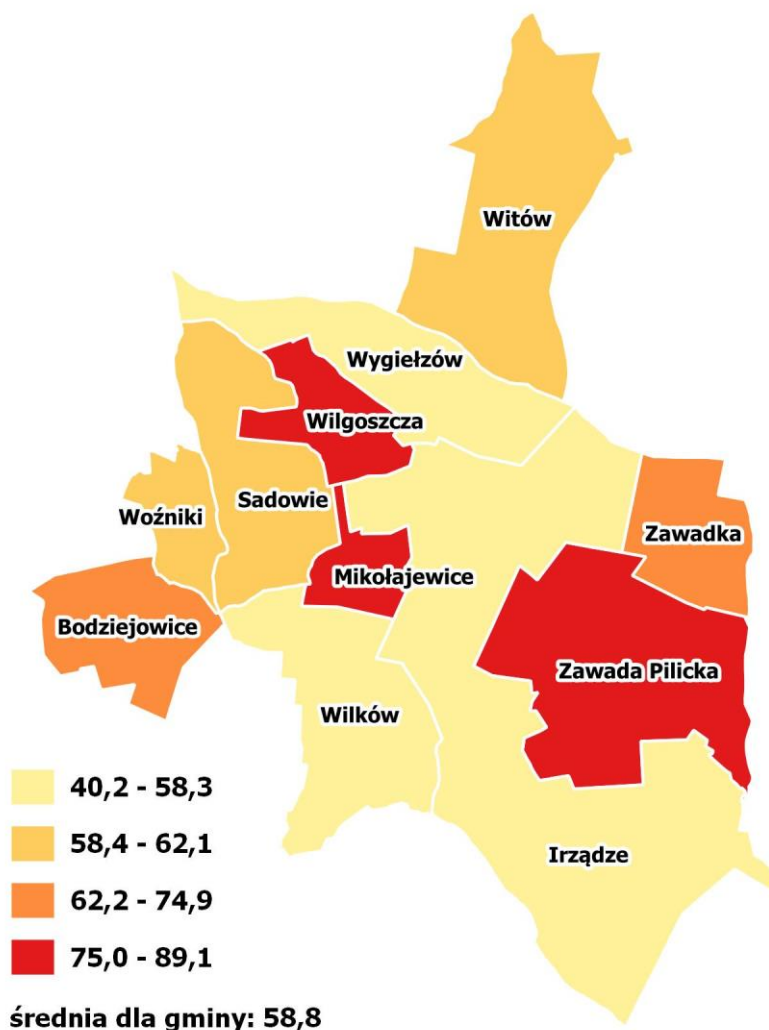 Witów
Wygiełzów
Wilgoszcza
Sadowie
Woźniki
Zawadka
Mikołajewice
Bodziejowice
Zawada Pilicka
Wilków
Irządze
40,2 - 58,3
58,4 - 62,1
62,2 - 74,9
75,0 - 89,1
średnia dla gminy: 58,8